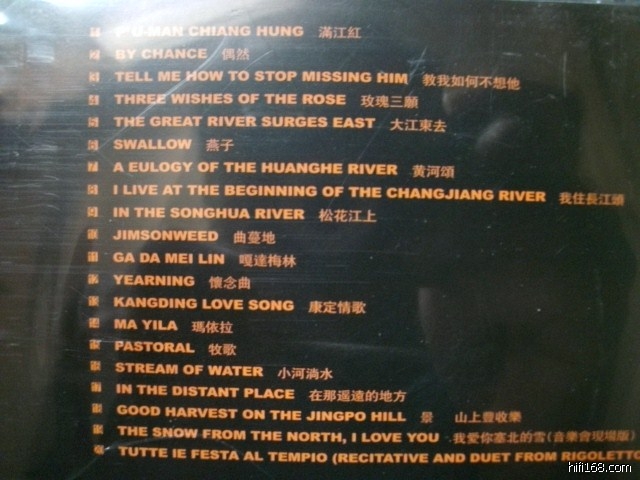 U-MAN CHIANG HUNG 滿江紅
BY CHANCE 偶然
TELL ME HOW TO STOP MISSING HIM 教我如何不想他
THREE WISHES OF THE ROSE 玫瑰三願
THE GREAT RIVER SURGES EAST 大江東去
SWALLOW 燕子
A EULOGY OF THE HUANGHE RIVER 黄河頌
I LIVE AT THE BEGINNING OF THE CHANGJIANG RIVER 我住長江頭
IN THE SONGHUA RIVER 松花江上
JIMSONWEED 曲蔓地
GA DA MEI LIN 嘎達梅林
YEARNING 懷念曲
KANGDING LOVE SONG 康定情歌
MA YILA 瑪依拉
PASTORAL 牧歌
STREAM OF WATER 小河淌水
IN THE DISTANT PLACE 在那遥遠的地方
GOOD HARVEST ON THE JINGPO HILL 景 山上豊收樂
THE SNOW FROM THE NORTH, I LOVE YOU 我爱你塞北的雪(音樂會現場版)
TUTTE IE FESTA AL TEMPIO (RECITATIVE AND DUET FROM RIGOLETTO
hifi168.com